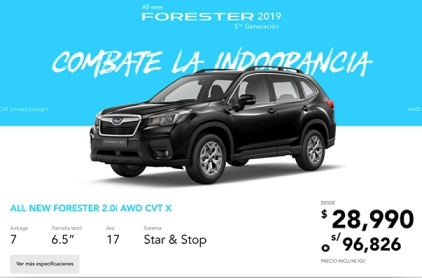 All-new
FORESTER 2019
5ta Generación
COMBATE LA INDOORANCIA
CVT Limited Eyesight
AWD
FORESTER
ALL NEW FORESTER 2.0i AWD CVT X
Airbags
Pantalla táctil
Aro
Sistema
7
6.5”
17
Star & Stop
Ver más especificaciones
DESDE
$ 28,990
o s/ 96,826
PRECIO INCLUYE IGV